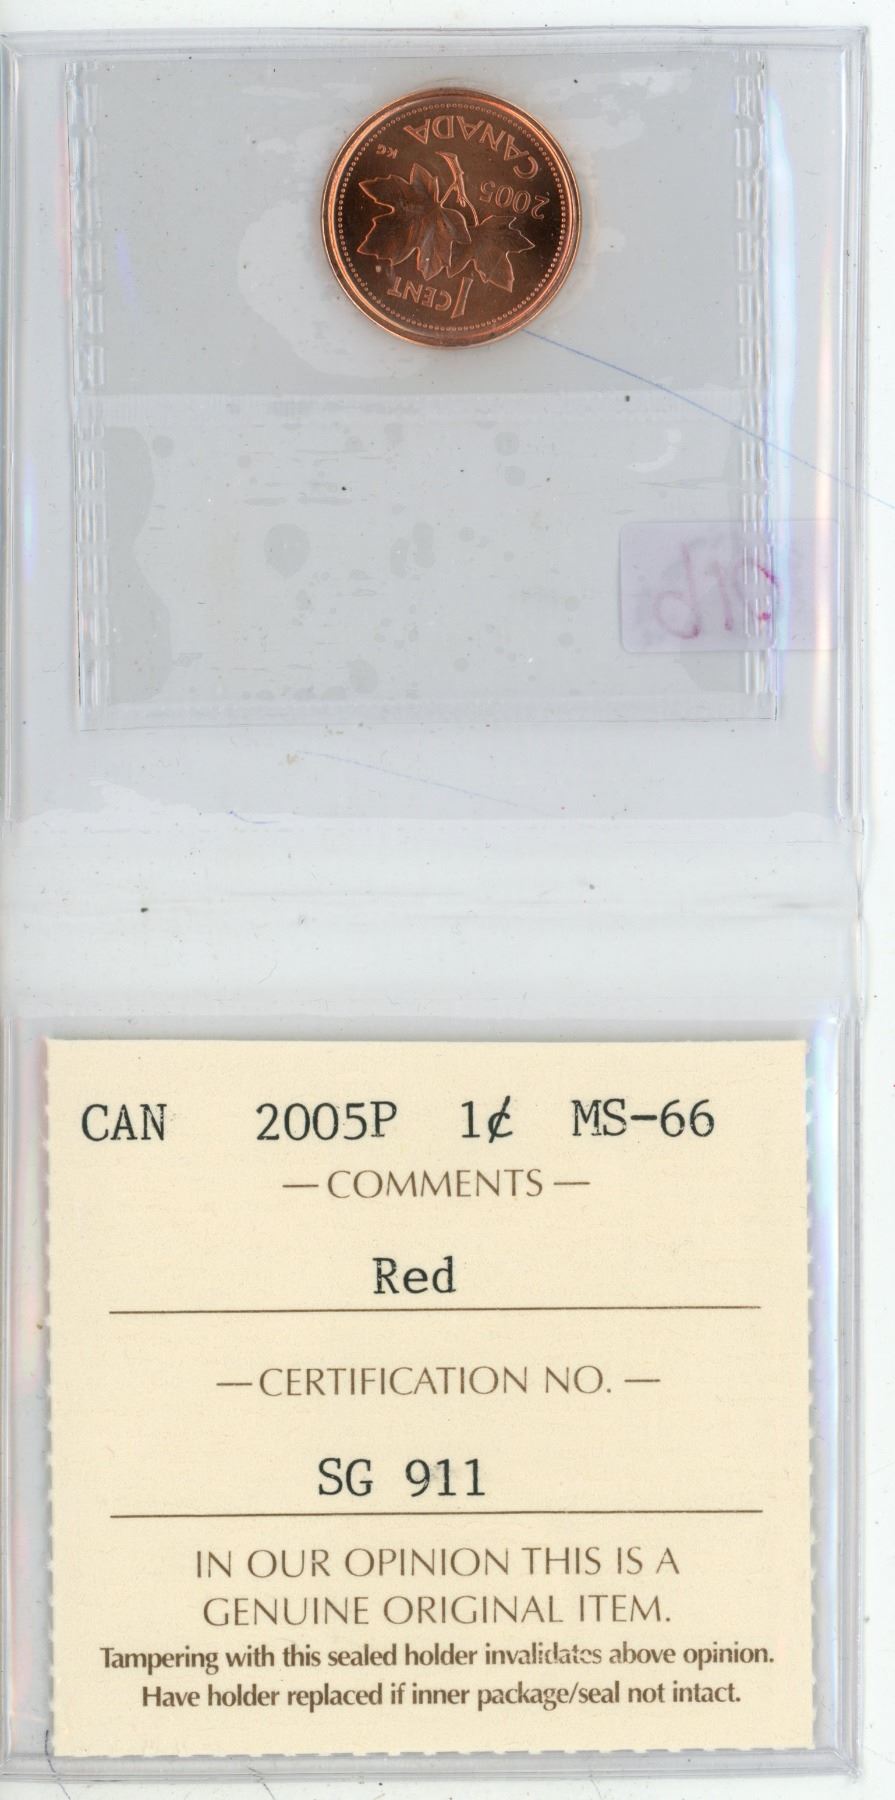 CANADA
2005
KG
1 CENT
CAN 2005P 1¢ MS-66
— COMMENTS —
Red
— CERTIFICATION NO. —
SG 911
IN OUR OPINION THIS IS A
GENUINE ORIGINAL ITEM.
Tampering with this sealed holder invalidates above opinion.
Have holder replaced if inner package/seal not intact.